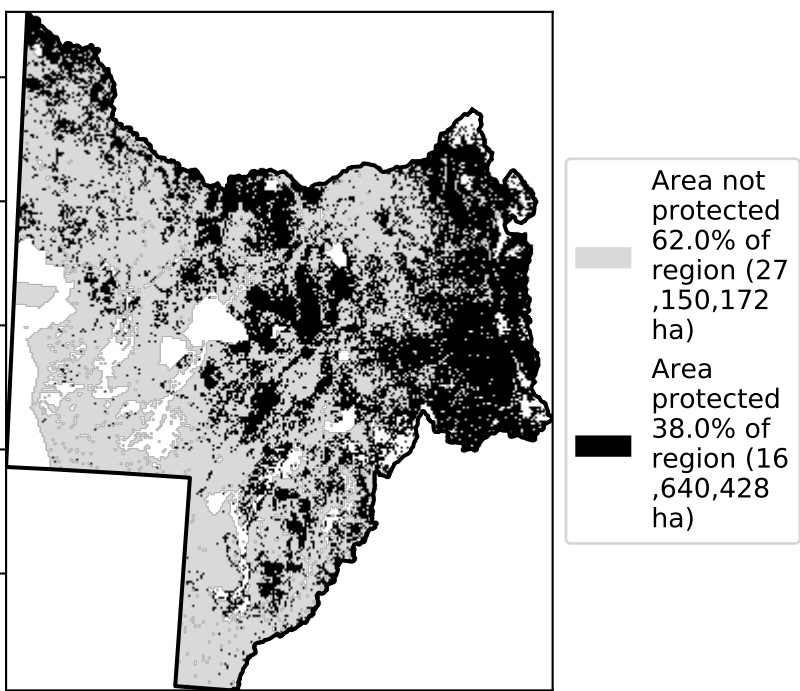 Area not
protected
62.0% of
region (27
,150,172
ha)
Area
protected
38.0% of
region (16
,640,428
ha)